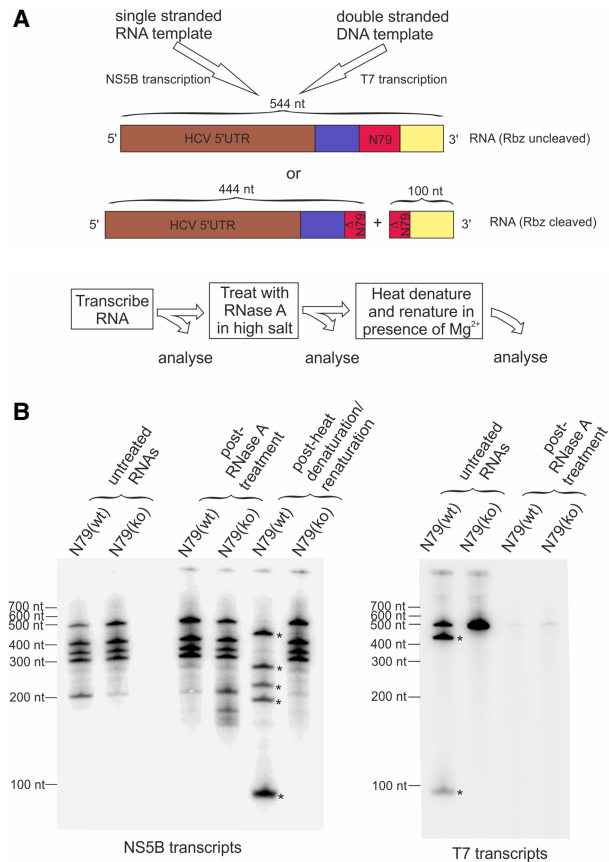 A
single stranded
RNA template
double stranded
DNA template
NS5B transcription
T7 transcription
544 nt
5'
HCV 5'UTR
N79
3'
RNA (Rbz uncleaved)
or
444 nt
100 nt
5'
HCV 5'UTR
Δ
N79
+
Δ
N79
3'
RNA (Rbz cleaved)
Transcribe
RNA
Treat with
RNase A
in high salt
Heat denature
and renature in
presence of Mg2+
analyse
analyse
analyse
B
untreated
RNAs
post-
RNase A
treatment
post-heat
denaturation/
renaturation
N79(wt)
N79(ko)
N79(wt)
N79(ko)
N79(wt)
N79(ko)
700 nt
600 nt
500 nt
400 nt
300 nt
200 nt
100 nt
*
*
*
*
*
NS5B transcripts
untreated
RNAs
post-
RNase A
treatment
N79(wt)
N79(ko)
N79(wt)
N79(ko)
700 nt
600 nt
500 nt
400 nt
300 nt
200 nt
100 nt
*
*
T7 transcripts